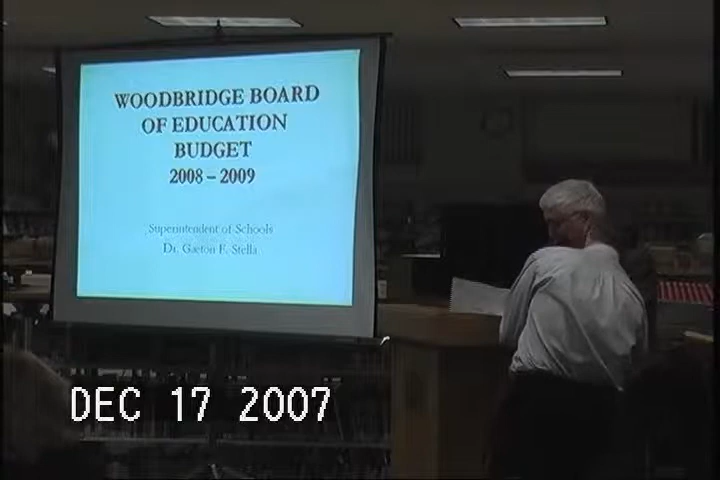 WOODBRIDGE BOARD
OF EDUCATION
BUDGET
2008 – 2009
Superintendent of Schools
Dr. Gaeton F. Stella
DEC 17 2007